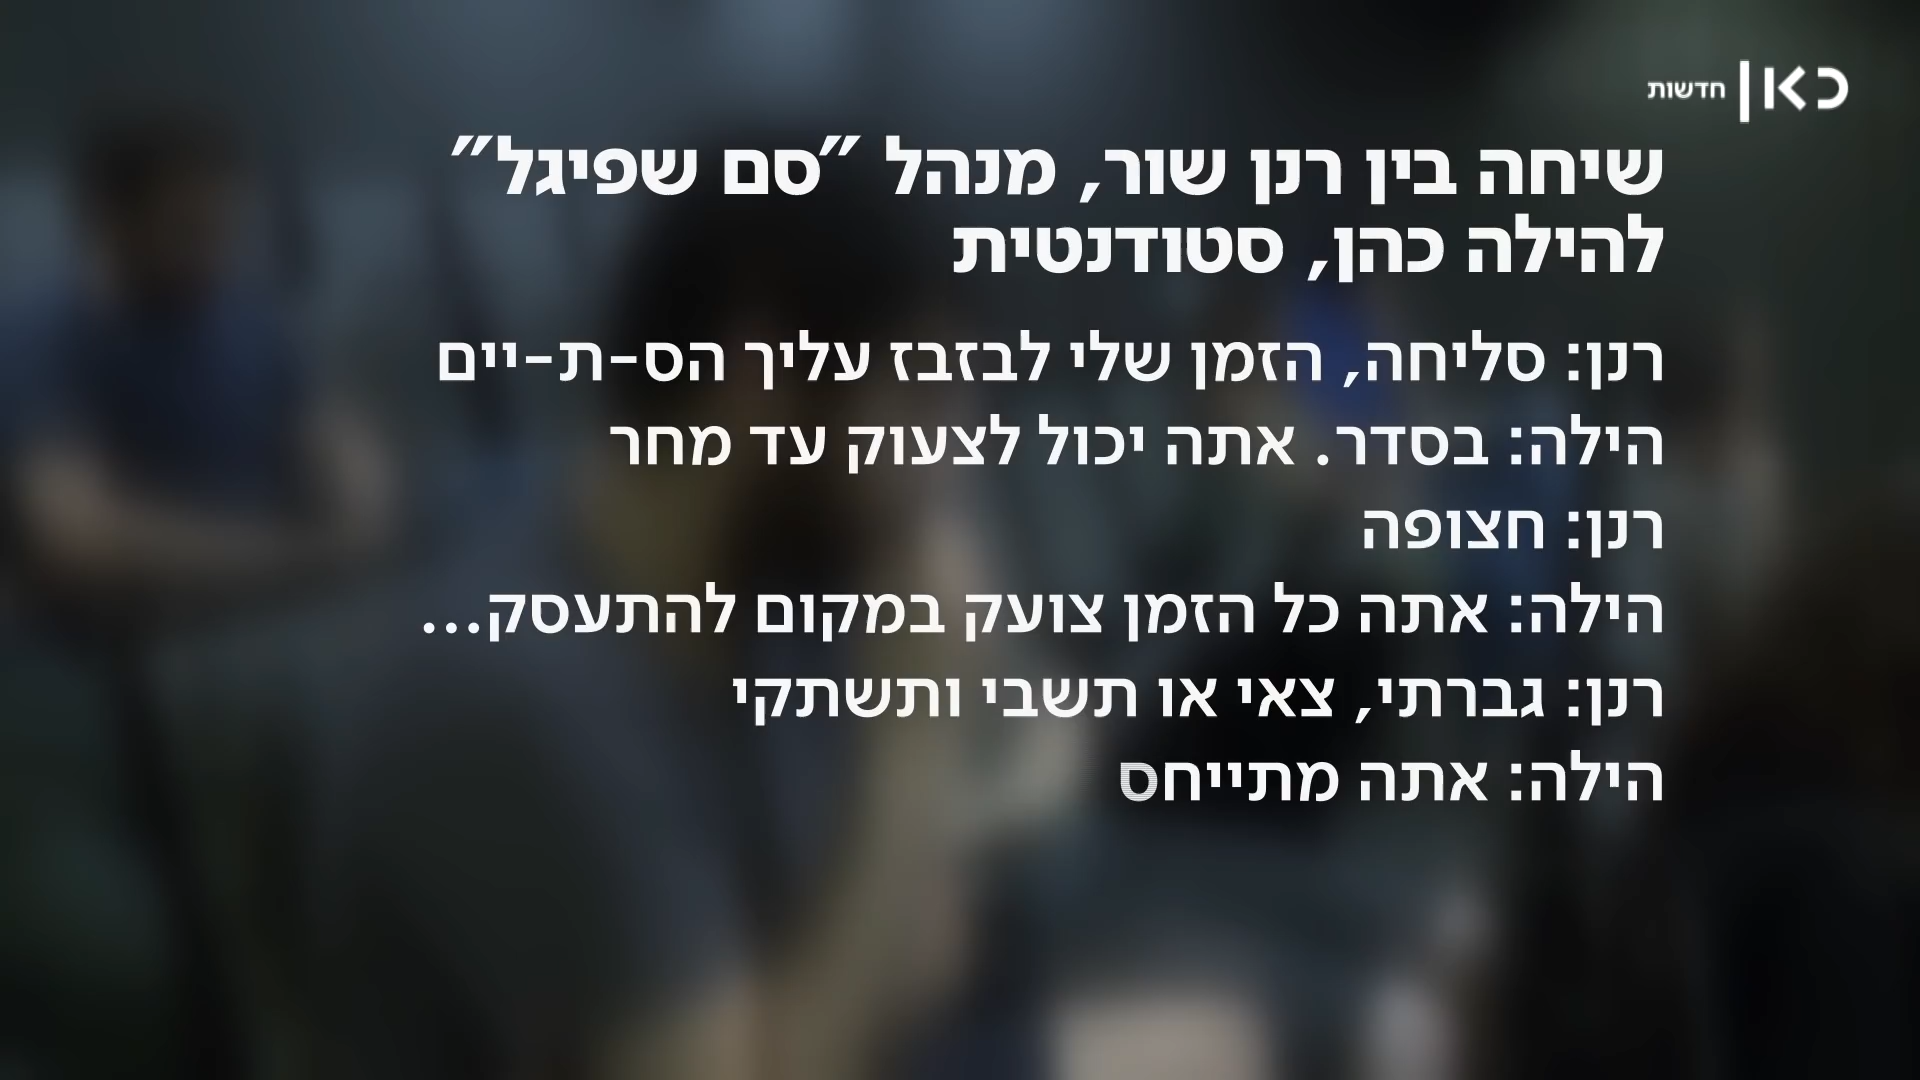 כאן | חדשות
שיחה בין רנן שור, מנהל "סם שפיגל"
להילה כהן, סטודנטית
רנן: סליחה, הזמן שלי לבזבז עליך הס-ת-יים
הילה: בסדר. אתה יכול לצעוק עד מחר
רנן: חצופה
הילה: אתה כל הזמן צועק במקום להתעסק...
רנן: גברתי, צאי או תשבי ותשתקי
הילה: אתה מתייחס